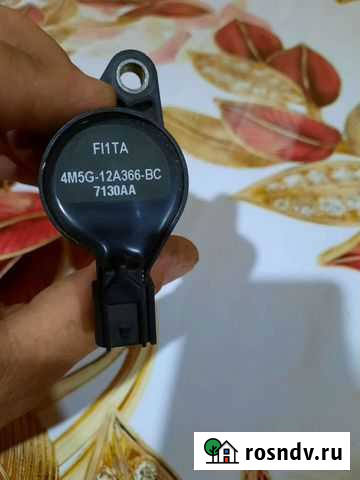 FI1TA
4M5G-12A366-BC
7130AA
rosndv.ru